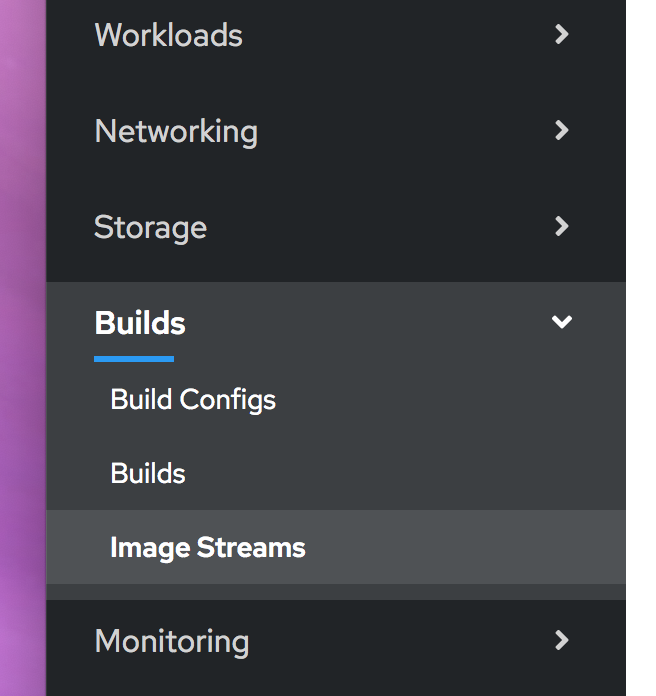 Workloads
Networking
Storage
Builds
Build Configs
Builds
Image Streams
Monitoring